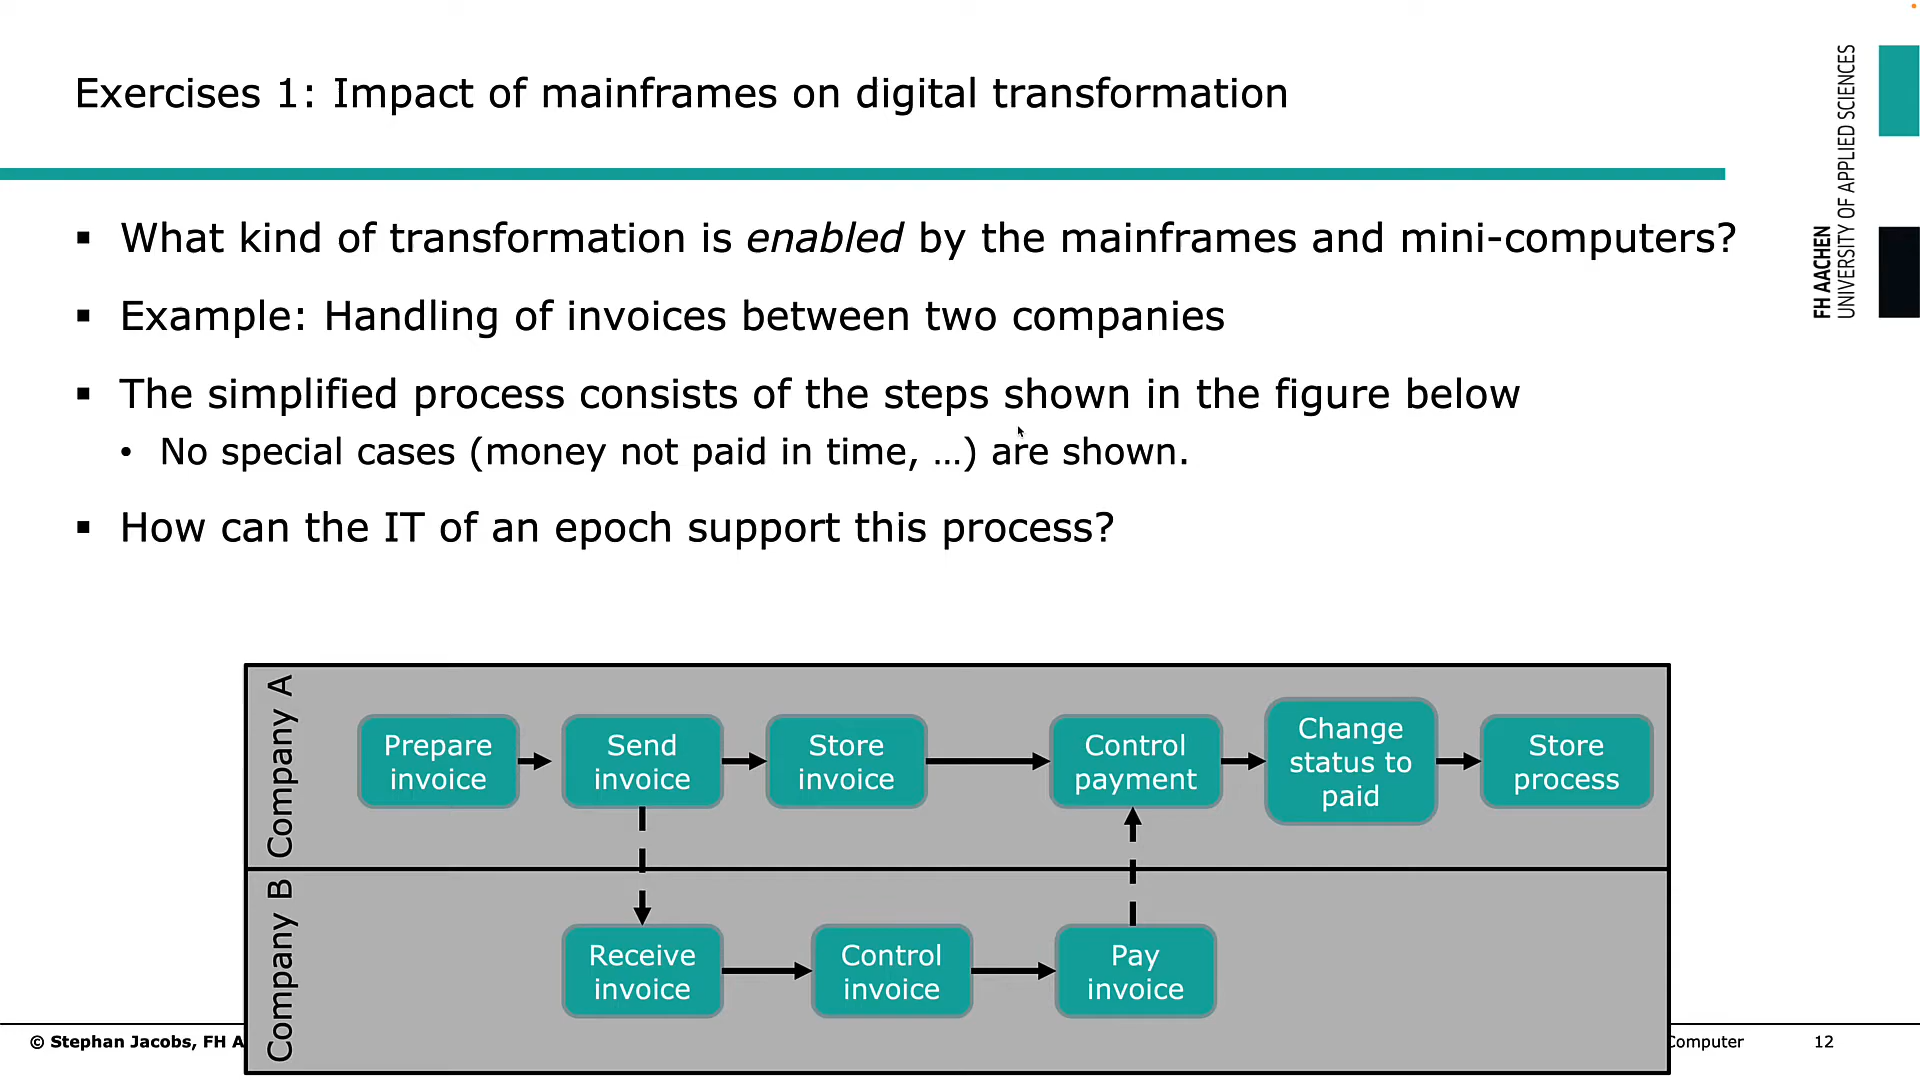 Exercises 1: Impact of mainframes on digital transformation
FH AACHEN
UNIVERSITY OF APPLIED SCIENCES
▪ What kind of transformation is enabled by the mainframes and mini-computers?
▪ Example: Handling of invoices between two companies
▪ The simplified process consists of the steps shown in the figure below
• No special cases (money not paid in time, …) are shown.
▪ How can the IT of an epoch support this process?
Company A
Prepare
invoice
Send
invoice
Store
invoice
Control
payment
Change
status to
paid
Store
process
Company B
Receive
invoice
Control
invoice
Pay
invoice
© Stephan Jacobs, FH A
Computer
12